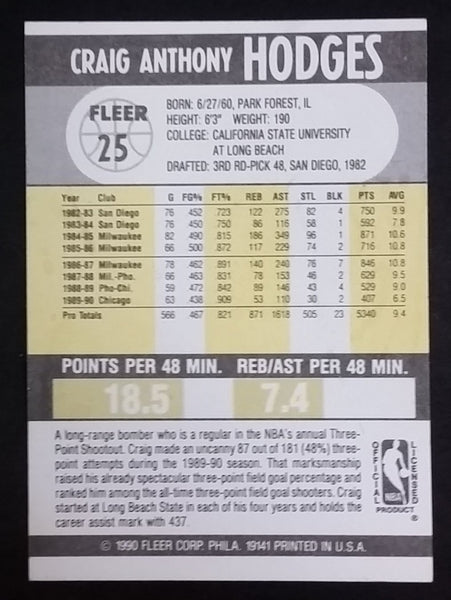 CRAIG ANTHONY HODGES
FLEER
25
BORN: 6/27/60, PARK FOREST, IL
HEIGHT: 6'3" WEIGHT: 190
COLLEGE: CALIFORNIA STATE UNIVERSITY
AT LONG BEACH
DRAFTED: 3RD RD-PICK 48, SAN DIEGO, 1982
Year Club G FG% FT% REB AST STL BLK PTS AVG
1982-83 San Diego 76 .452 .723 122 275 82 4 750 9.9
1983-84 San Diego 76 .450 .750 86 116 58 1 592 7.8
1984-85 Milwaukee 82 .490 .815 186 349 96 1 871 10.6
1985-86 Milwaukee 66 .500 .872 117 229 74 2 716 10.8
1986-87 Milwaukee 78 .462 .891 140 240 76 7 846 10.8
1987-88 Mil.-Pho. 66 .463 .831 78 153 46 2 629 9.5
1988-89 Pho-Chi. 59 .472 .842 89 146 43 4 529 9.0
1989-90 Chicago 63 .438 .909 53 110 30 2 407 6.5
Pro Totals 566 .467 .821 871 1618 505 23 5340 9.4
POINTS PER 48 MIN. REB/AST PER 48 MIN.
18.5 7.4
A long-range bomber who is a regular in the NBA's annual Three-
Point Shootout. Craig made an uncanny 87 out of 181 (48%) three-
point attempts during the 1989-90 season. That marksmanship
raised his already spectacular three-point field goal percentage and
ranked him among the all-time three-point field goal shooters. Craig
started at Long Beach State in each of his four years and holds the
career assist mark with 437.
OFFICIAL
LICENSED
NBA
PRODUCT ®
© 1990 FLEER CORP. PHILA. 19141 PRINTED IN U.S.A.